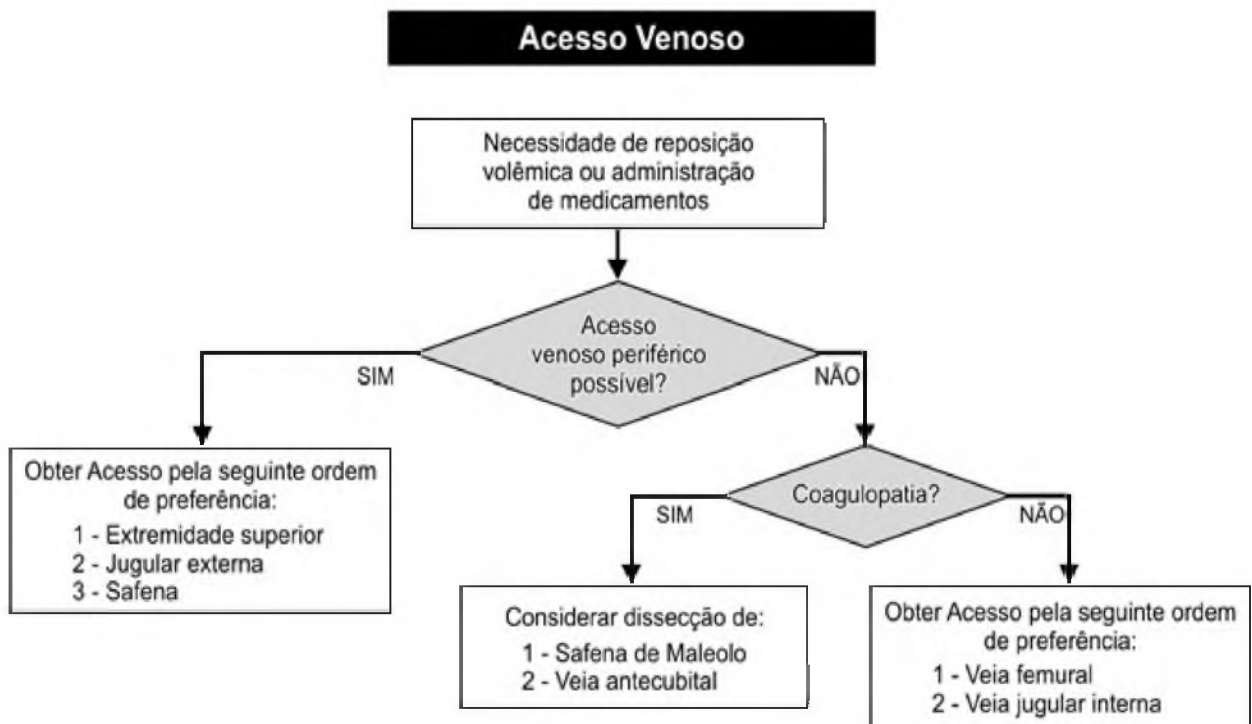 Acesso Venoso
Necessidade de reposição
volêmica ou administração
de medicamentos
Acesso
venoso periférico
possível?
SIM
NÃO
Obter Acesso pela seguinte ordem
de preferência:
1 - Extremidade superior
2 - Jugular externa
3 - Safena
Coagulopatia?
SIM
NÃO
Considerar dissecção de:
1 - Safena de Maleolo
2 - Veia antecubital
Obter Acesso pela seguinte ordem
de preferência:
1 - Veia femural
2 - Veia jugular interna